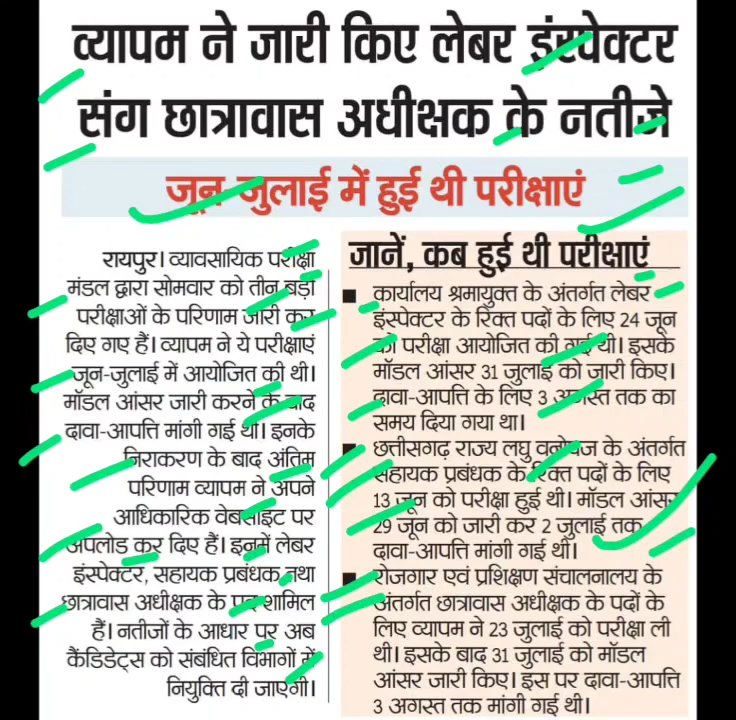 व्यापम ने जारी किए लेबर इंस्पेक्टर
संग छात्रावास अधीक्षक के नतीजे
जून-जुलाई में हुई थी परीक्षाएं
रायपुर। व्यावसायिक परीक्षा
मंडल द्वारा सोमवार को तीन बड़ी
परीक्षाओं के परिणाम जारी कर
दिए गए हैं। व्यापम ने ये परीक्षाएं
जून-जुलाई में आयोजित की थी।
मॉडल आंसर जारी करने के बाद
दावा-आपत्ति मांगी गई थी। इनके
निराकरण के बाद अंतिम
परिणाम व्यापम ने अपने
आधिकारिक वेबसाइट पर
अपलोड कर दिए हैं। इनमें लेबर
इंस्पेक्टर, सहायक प्रबंधक तथा
छात्रावास अधीक्षक के पद शामिल
हैं। नतीजों के आधार पर अब
कैंडिडेट्स को संबंधित विभागों में
नियुक्ति दी जाएगी।
जानें, कब हुई थी परीक्षाएं
■ कार्यालय श्रमायुक्त के अंतर्गत लेबर
इंस्पेक्टर के रिक्त पदों के लिए 24 जून
को परीक्षा आयोजित की गई थी। इसके
मॉडल आंसर 31 जुलाई को जारी किए।
दावा-आपत्ति के लिए 3 अगस्त तक का
समय दिया गया था।
■ छत्तीसगढ़ राज्य लघु वनोपज के अंतर्गत
सहायक प्रबंधक के रिक्त पदों के लिए
13 जून को परीक्षा हुई थी। मॉडल आंसर
29 जून को जारी कर 2 जुलाई तक
दावा-आपत्ति मांगी गई थी।
■ रोजगार एवं प्रशिक्षण संचालनालय के
अंतर्गत छात्रावास अधीक्षक के पदों के
लिए व्यापम ने 23 जुलाई को परीक्षा ली
थी। इसके बाद 31 जुलाई को मॉडल
आंसर जारी किए। इस पर दावा-आपत्ति
3 अगस्त तक मांगी गई थी।